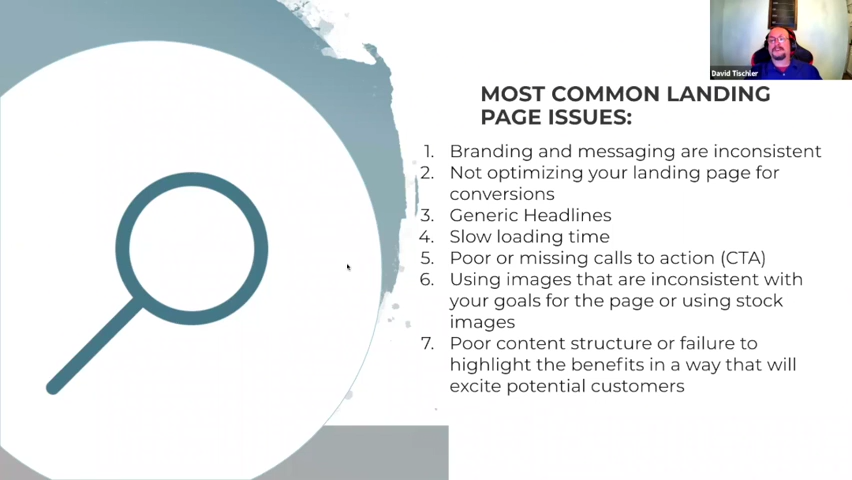 David Tischler
MOST COMMON LANDING
PAGE ISSUES:
1. Branding and messaging are inconsistent
2. Not optimizing your landing page for
conversions
3. Generic Headlines
4. Slow loading time
5. Poor or missing calls to action (CTA)
6. Using images that are inconsistent with
your goals for the page or using stock
images
7. Poor content structure or failure to
highlight the benefits in a way that will
excite potential customers